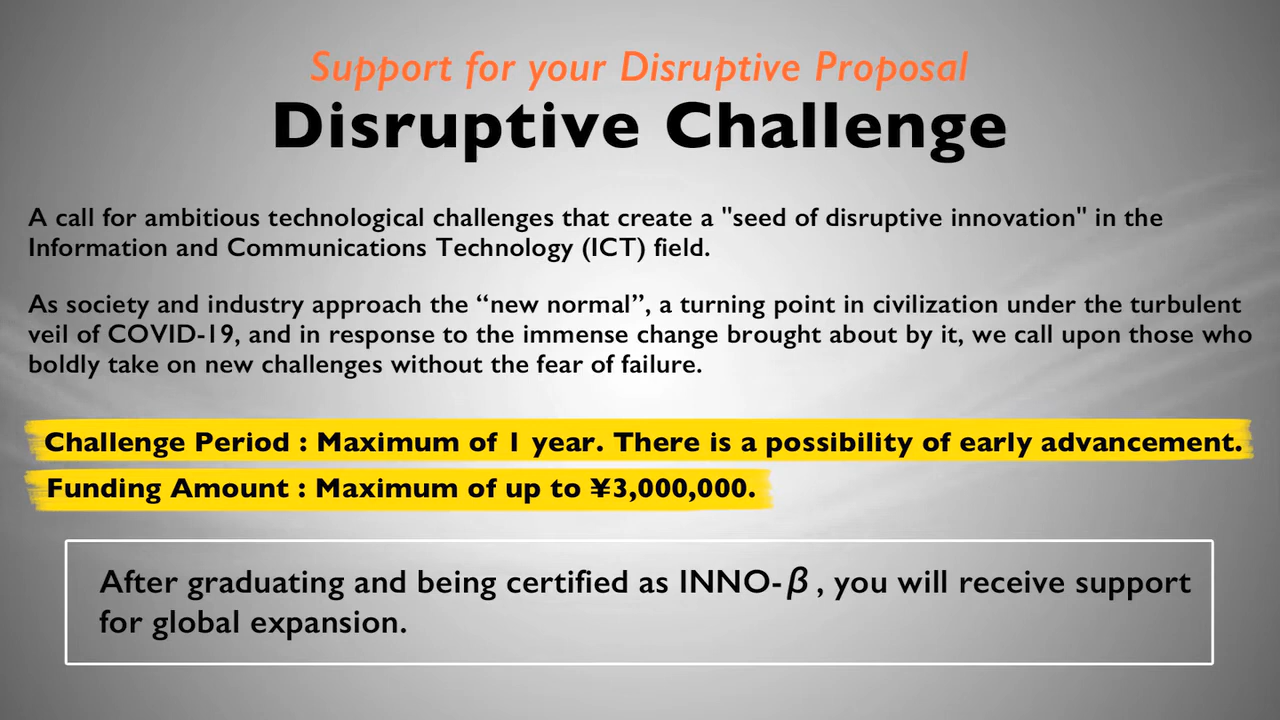 Support for your Disruptive Proposal
Disruptive Challenge
A call for ambitious technological challenges that create a "seed of disruptive innovation" in the
Information and Communications Technology (ICT) field.
As society and industry approach the “new normal”, a turning point in civilization under the turbulent
veil of COVID-19, and in response to the immense change brought about by it, we call upon those who
boldly take on new challenges without the fear of failure.
Challenge Period : Maximum of 1 year. There is a possibility of early advancement.
Funding Amount : Maximum of up to ¥3,000,000.
After graduating and being certified as INNO-β , you will receive support
for global expansion.